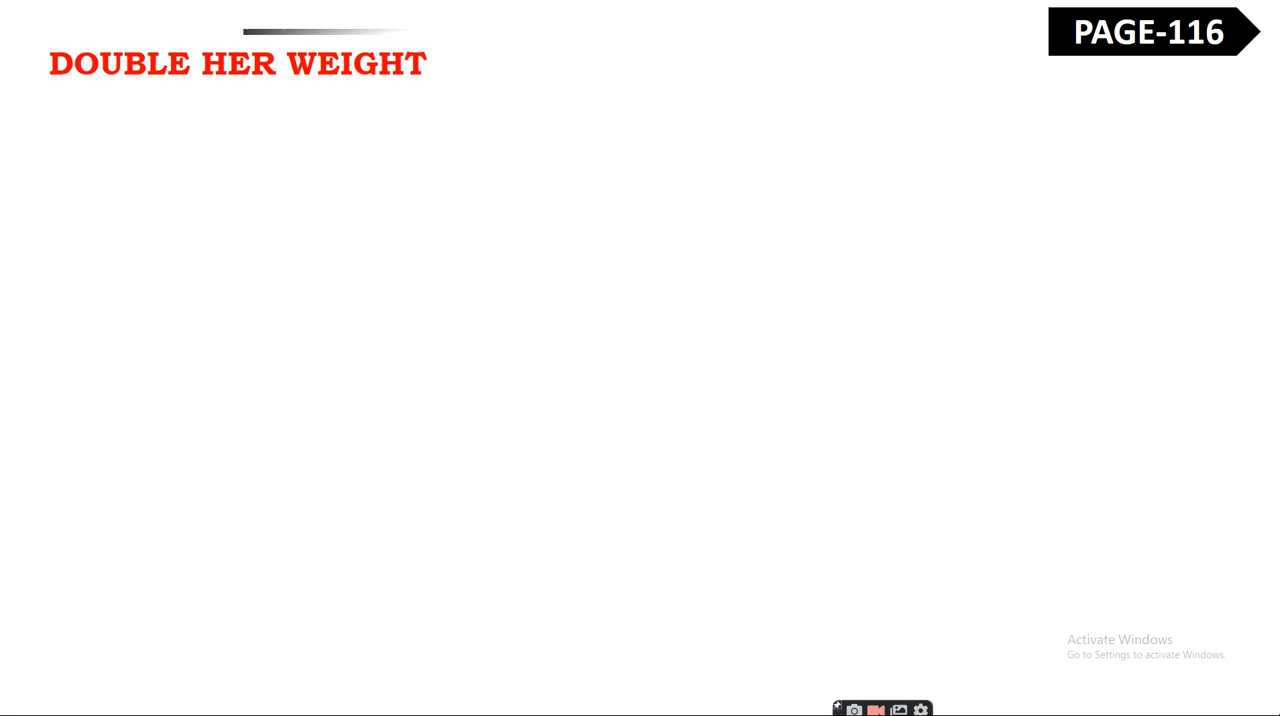 PAGE-116
DOUBLE HER WEIGHT
Activate Windows
Go to Settings to activate Windows.